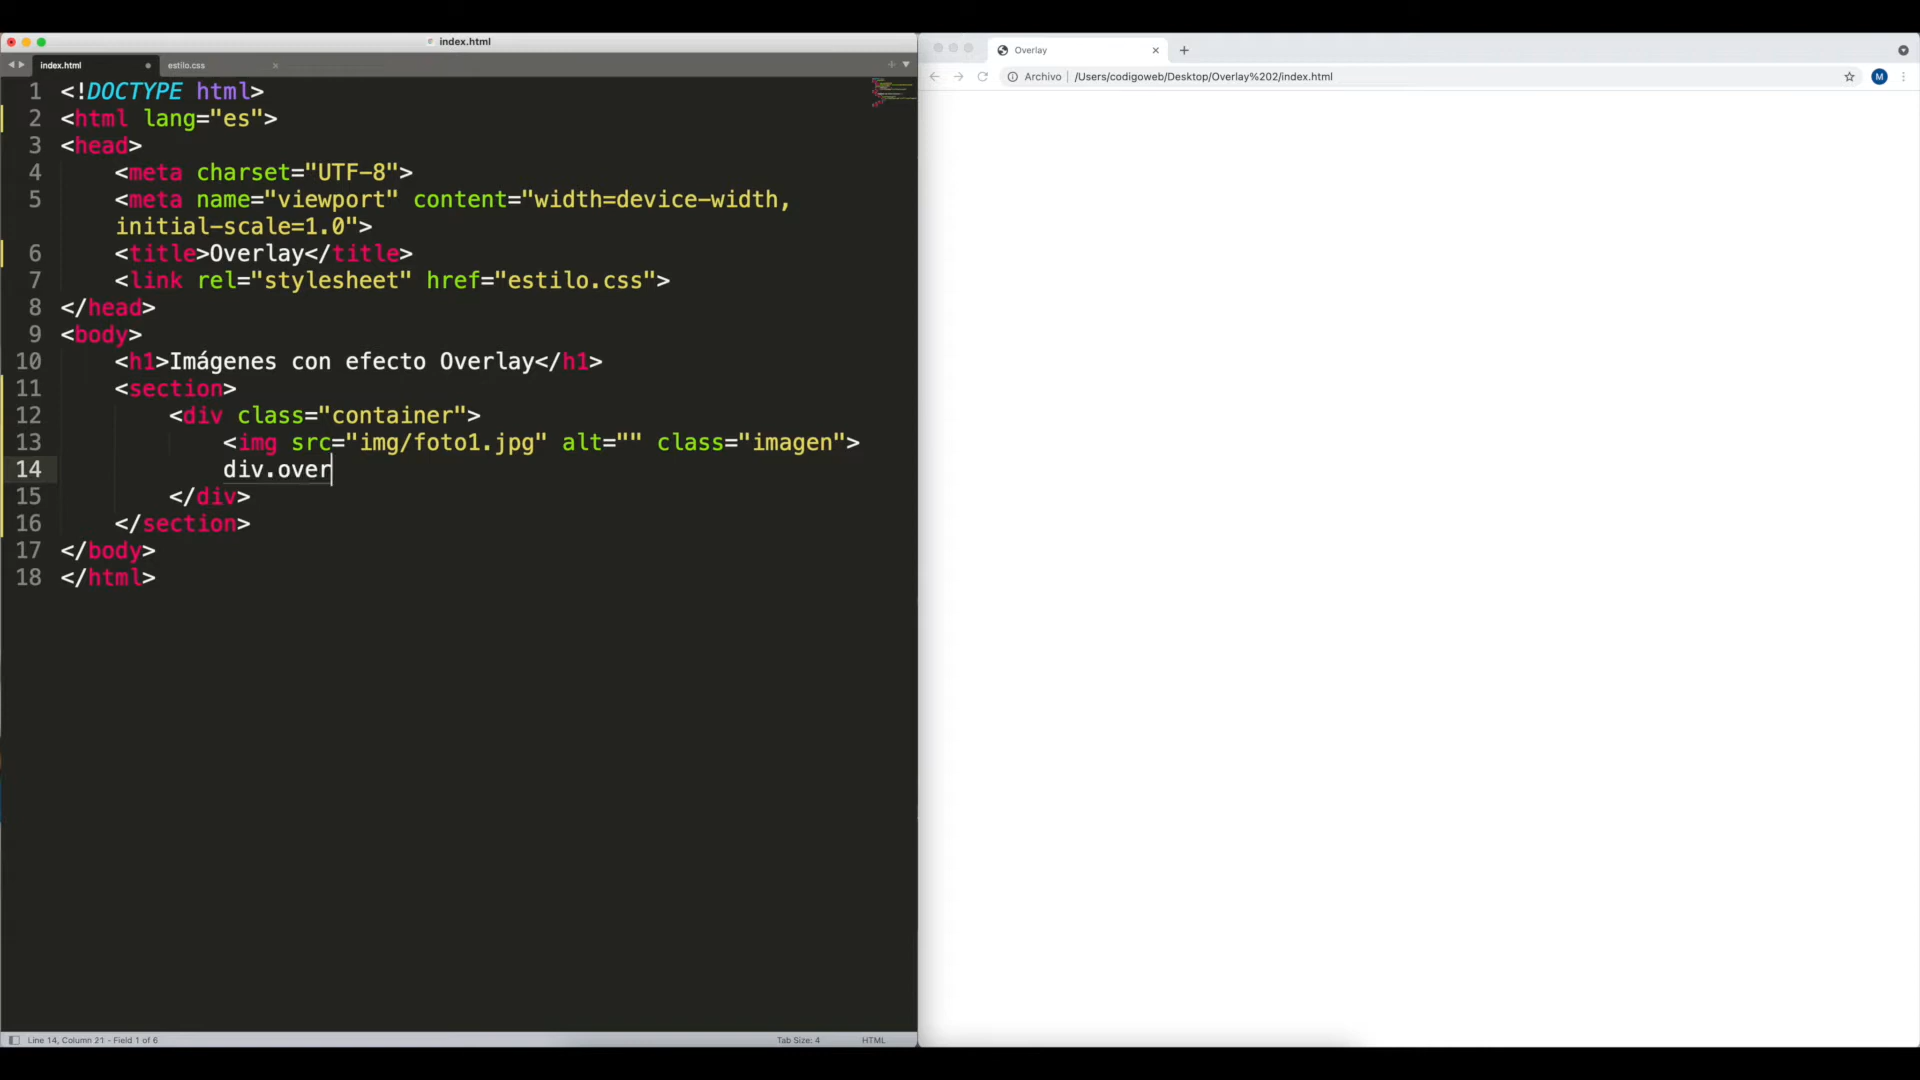 index.html
index.html
estilo.css
1 <!DOCTYPE html>
2 <html lang="es">
3 <head>
4 <meta charset="UTF-8">
5 <meta name="viewport" content="width=device-width,
initial-scale=1.0">
6 <title>Overlay</title>
7 <link rel="stylesheet" href="estilo.css">
8 </head>
9 <body>
10 <h1>Imágenes con efecto Overlay</h1>
11 <section>
12 <div class="container">
13 <img src="img/foto1.jpg" alt="" class="imagen">
14 div.over
15 </div>
16 </section>
17 </body>
18 </html>
Line 14, Column 21 - Field 1 of 6
Tab Size: 4
HTML
Overlay
Archivo
/Users/codigoweb/Desktop/Overlay%202/index.html
M